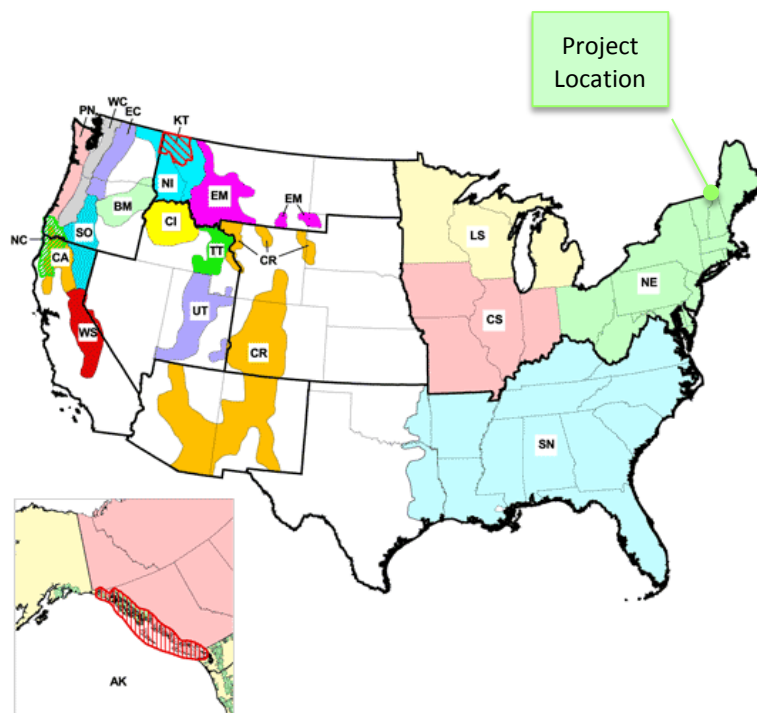 Project
Location
WC
PN
EC
KT
NI
EM
EM
BM
CI
NC
SO
CA
TT
CR
LS
NE
UT
CS
WS
CR
SN
AK